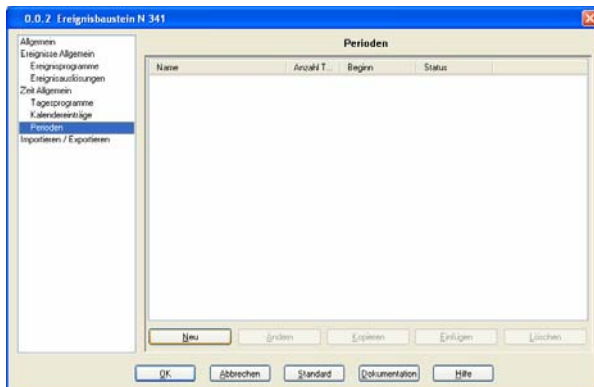 0.0.2 Ereignisbaustein N 341
Allgemein
Ereignisse Allgemein
Ereignisprogramme
Ereignisauslösungen
Zeit Allgemein
Tagesprogramme
Kalendereinträge
Perioden
Importieren / Exportieren
Perioden
Name Anzahl T... Beginn Status
Neu Ändern Kopieren Einfügen Löschen
OK Abbrechen Standard Dokumentation Hilfe